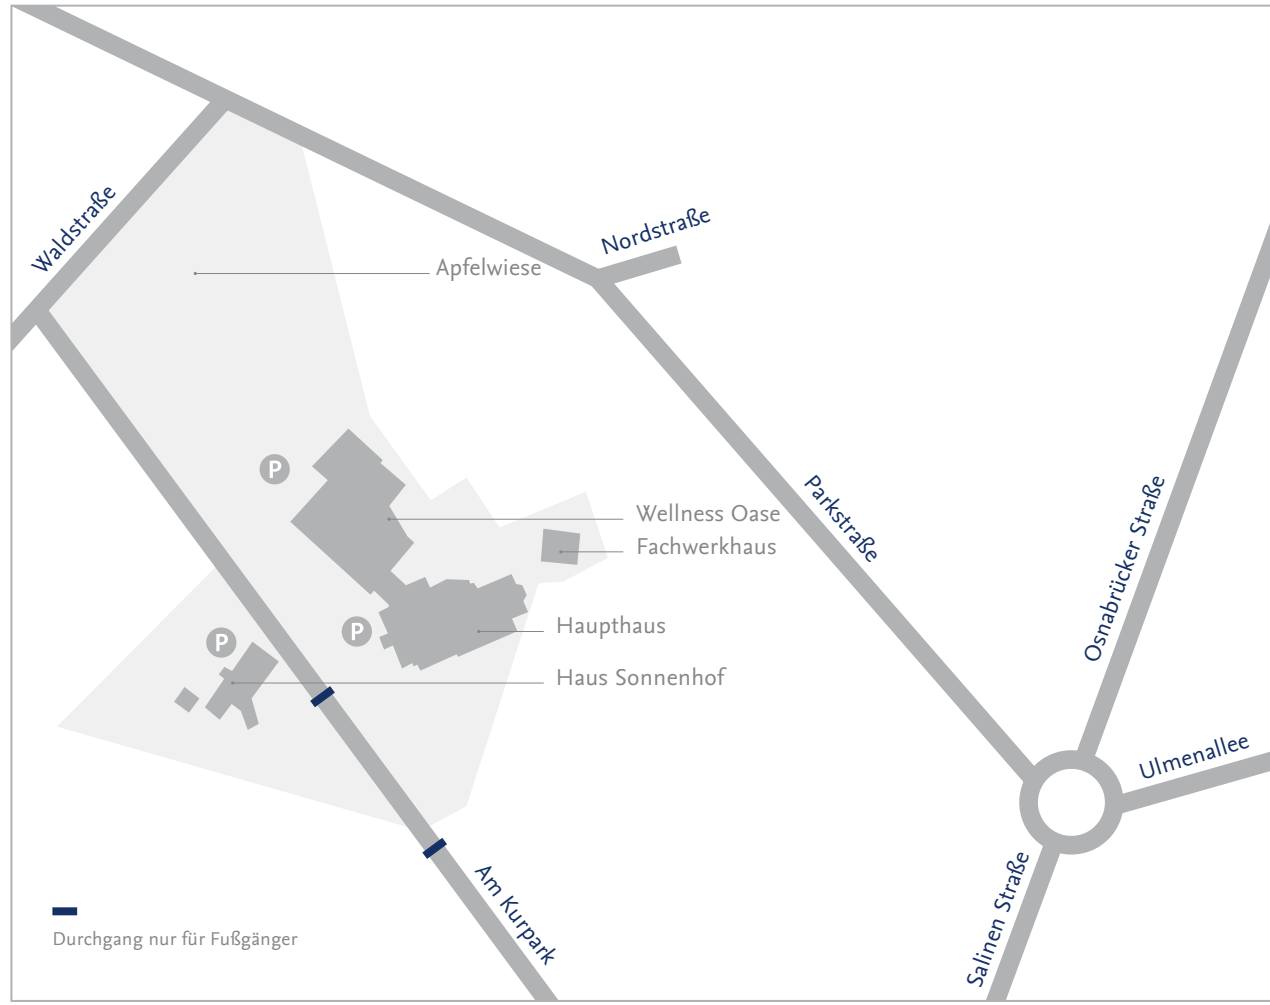 Waldstraße
Nordstraße
Apfelwiese
P
Parkstraße
Osnabrücker Straße
Wellness Oase
Fachwerkhaus
P
P
Haupthaus
Haus Sonnenhof
Ulmenallee
Am Kurpark
Salinen Straße
Durchgang nur für Fußgänger